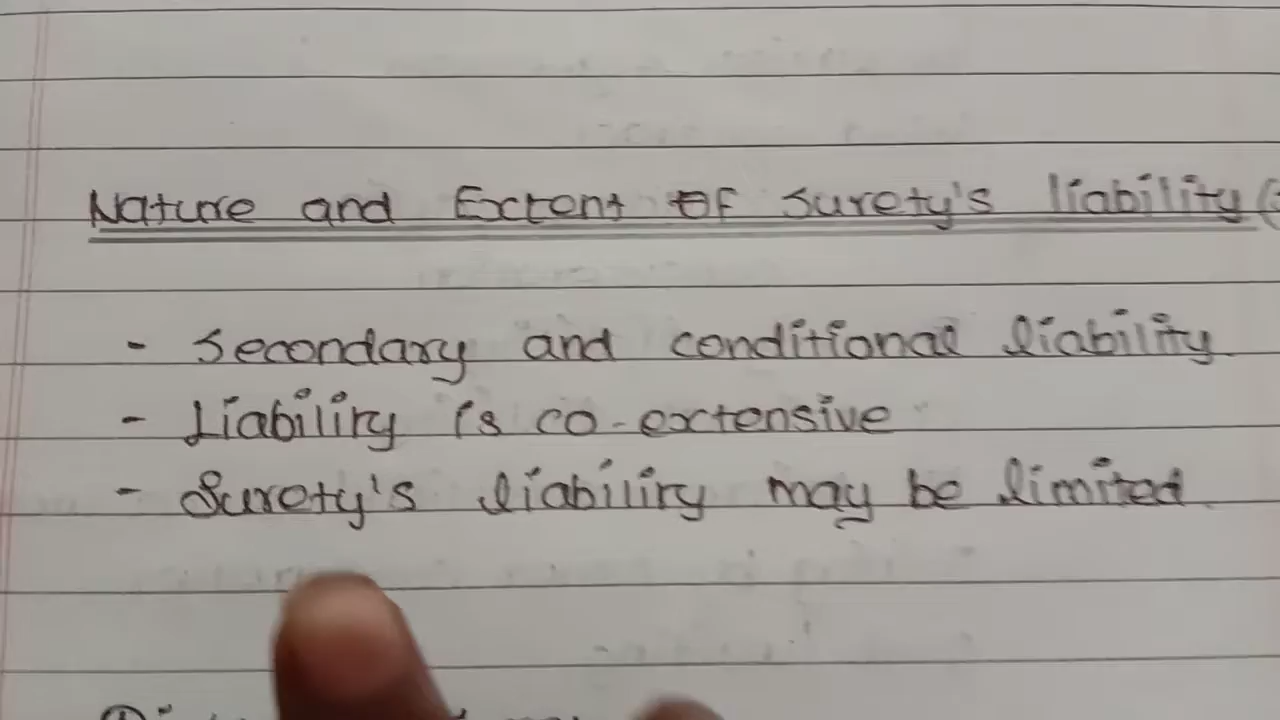 Nature and Extent of Surety's liability (
- Secondary and conditional liability
- Liability is co-extensive
- Surety's liability may be limited